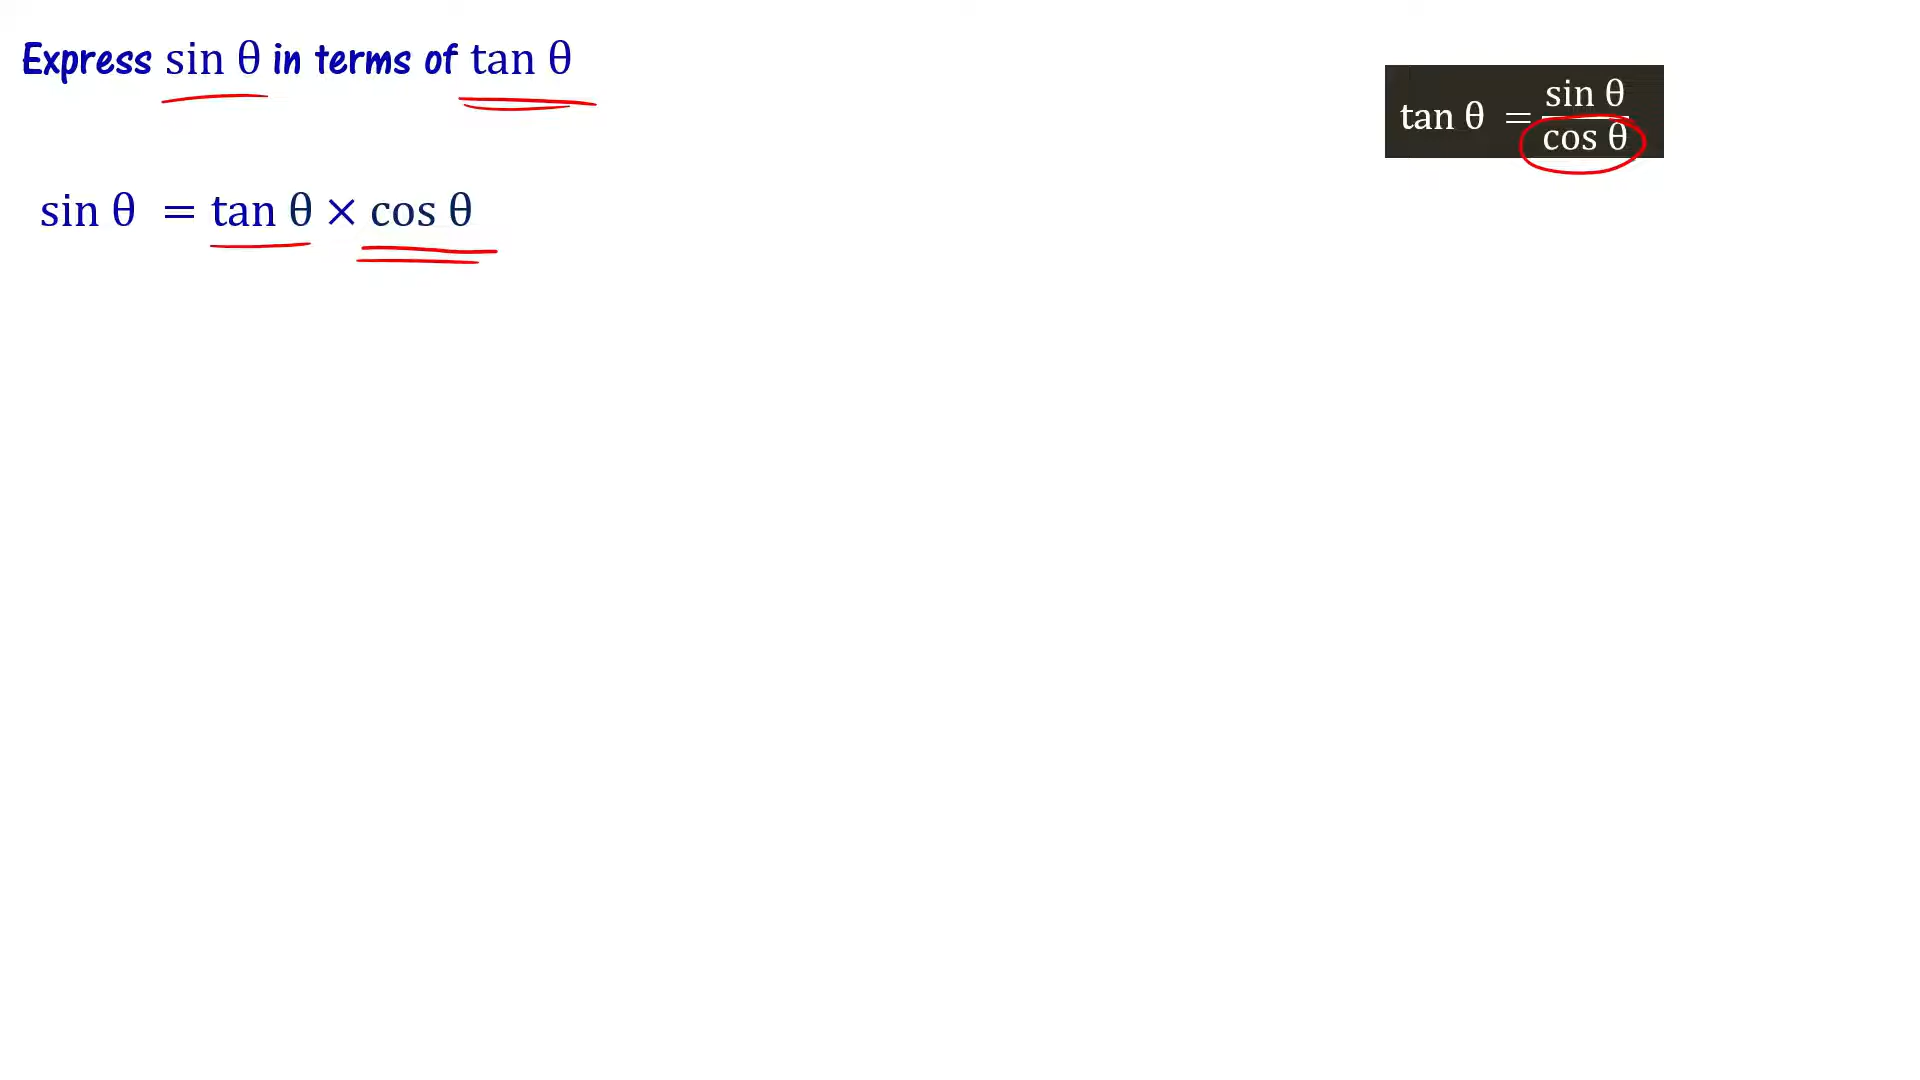 Express sin θ in terms of tan θ
tan θ = sin θ / cos θ
sin θ = tan θ × cos θ